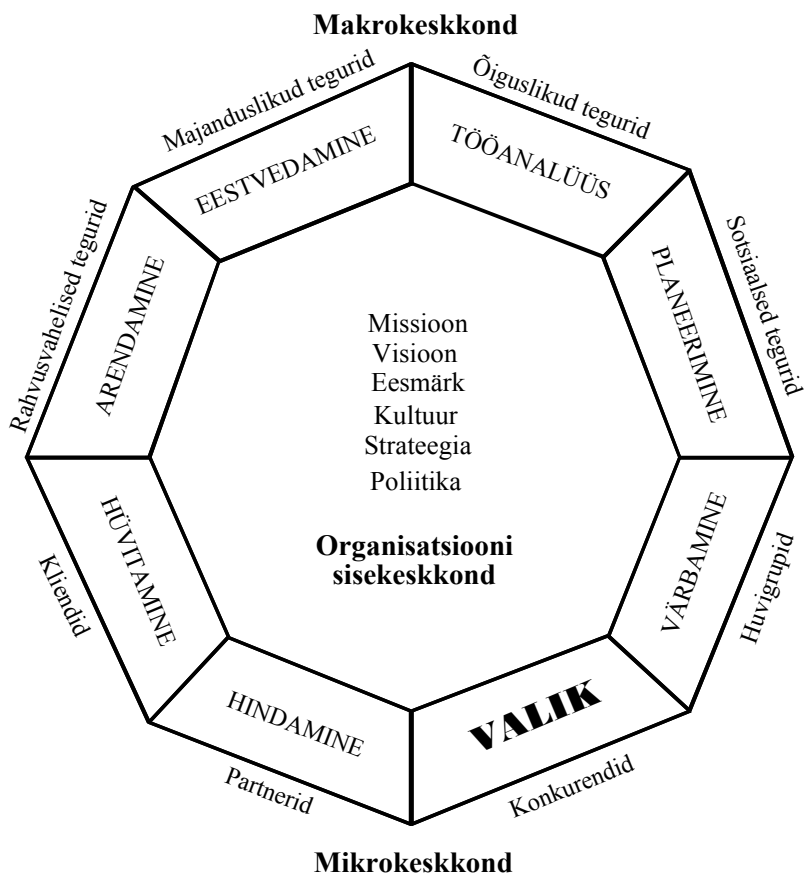 Makrokeskkond
Majanduslikud tegurid
Õiguslikud tegurid
EESTVEDAMINE
TÖÖANALÜÜS
Rahvusvahelised tegurid
ARENDAMINE
PLANEERIMINE
Sotsiaalsed tegurid
Missioon
Visioon
Eesmärk
Kultuur
Strateegia
Poliitika
Organisatsiooni
sisekeskkond
Kliendid
HÜVITAMINE
VÄRBAMINE
Huvigrupid
HINDAMINE
VALIK
Partnerid
Konkurendid
Mikrokeskkond